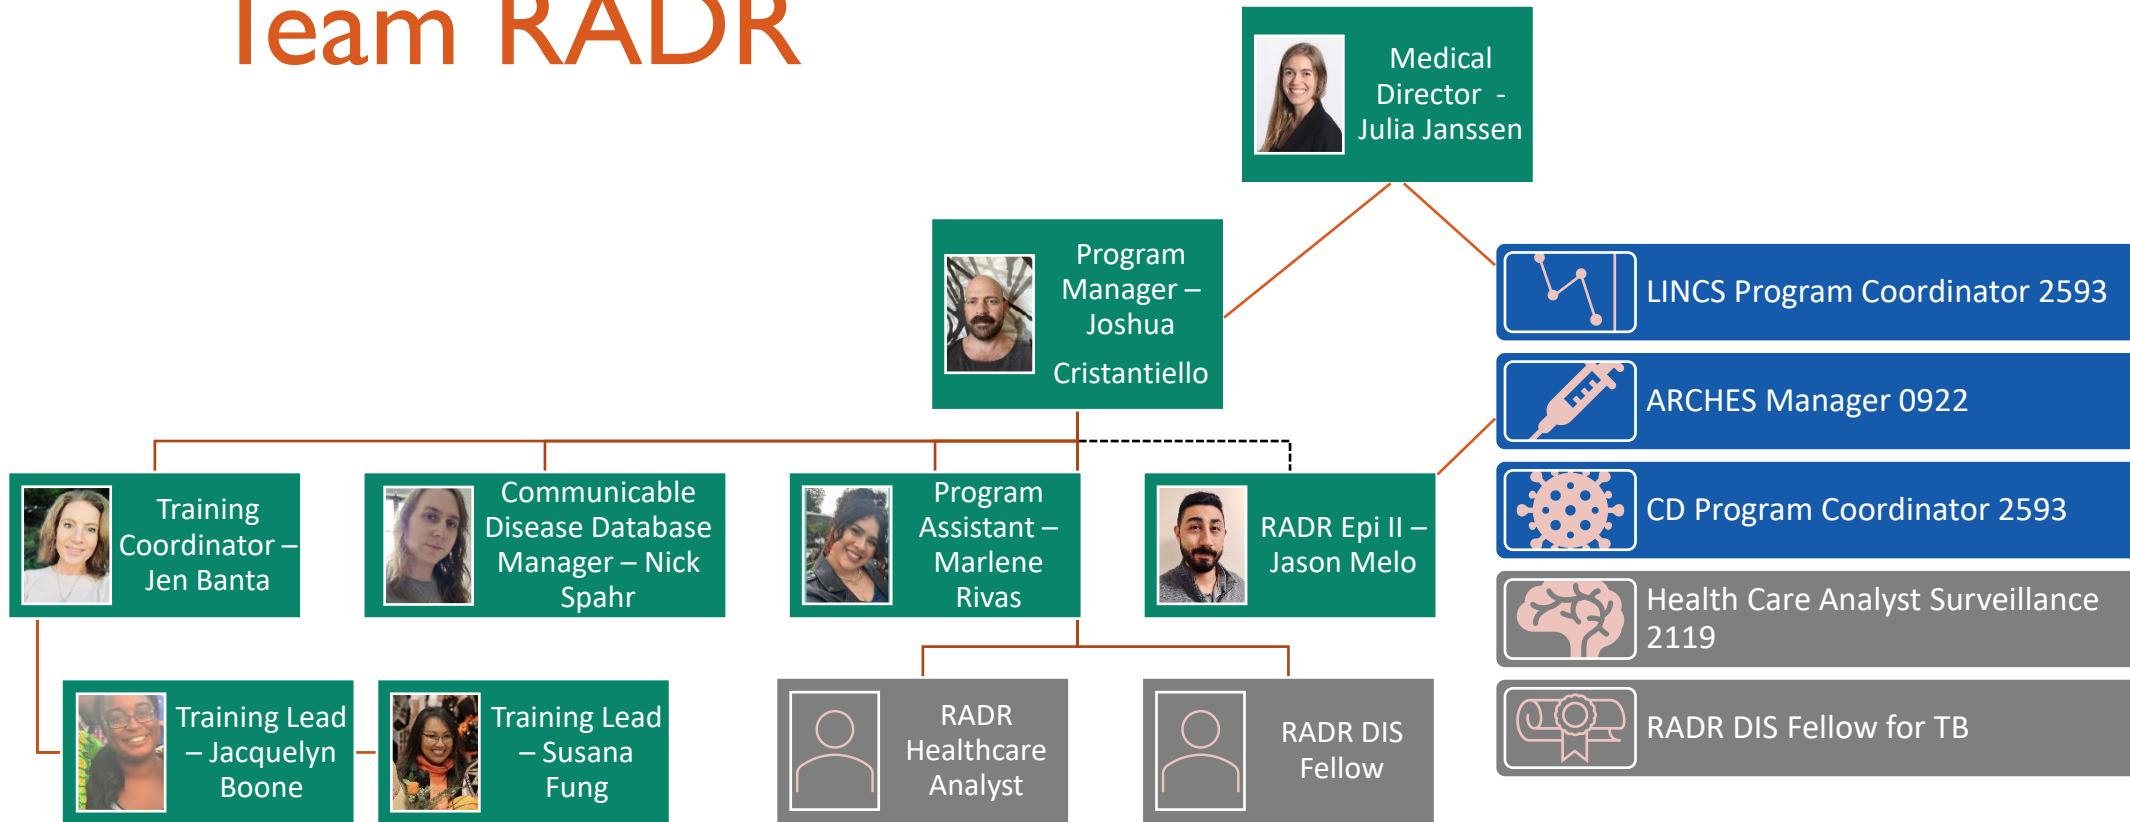 Team RADR
Medical
Director -
Julia Janssen
Program
Manager –
Joshua
Cristantiello
LINCS Program Coordinator 2593
ARCHES Manager 0922
CD Program Coordinator 2593
Health Care Analyst Surveillance
2119
RADR DIS Fellow for TB
Training
Coordinator –
Jen Banta
Communicable
Disease Database
Manager – Nick
Spahr
Program
Assistant –
Marlene
Rivas
RADR Epi II –
Jason Melo
Training Lead
– Jacquelyn
Boone
Training Lead
– Susana
Fung
RADR
Healthcare
Analyst
RADR DIS
Fellow